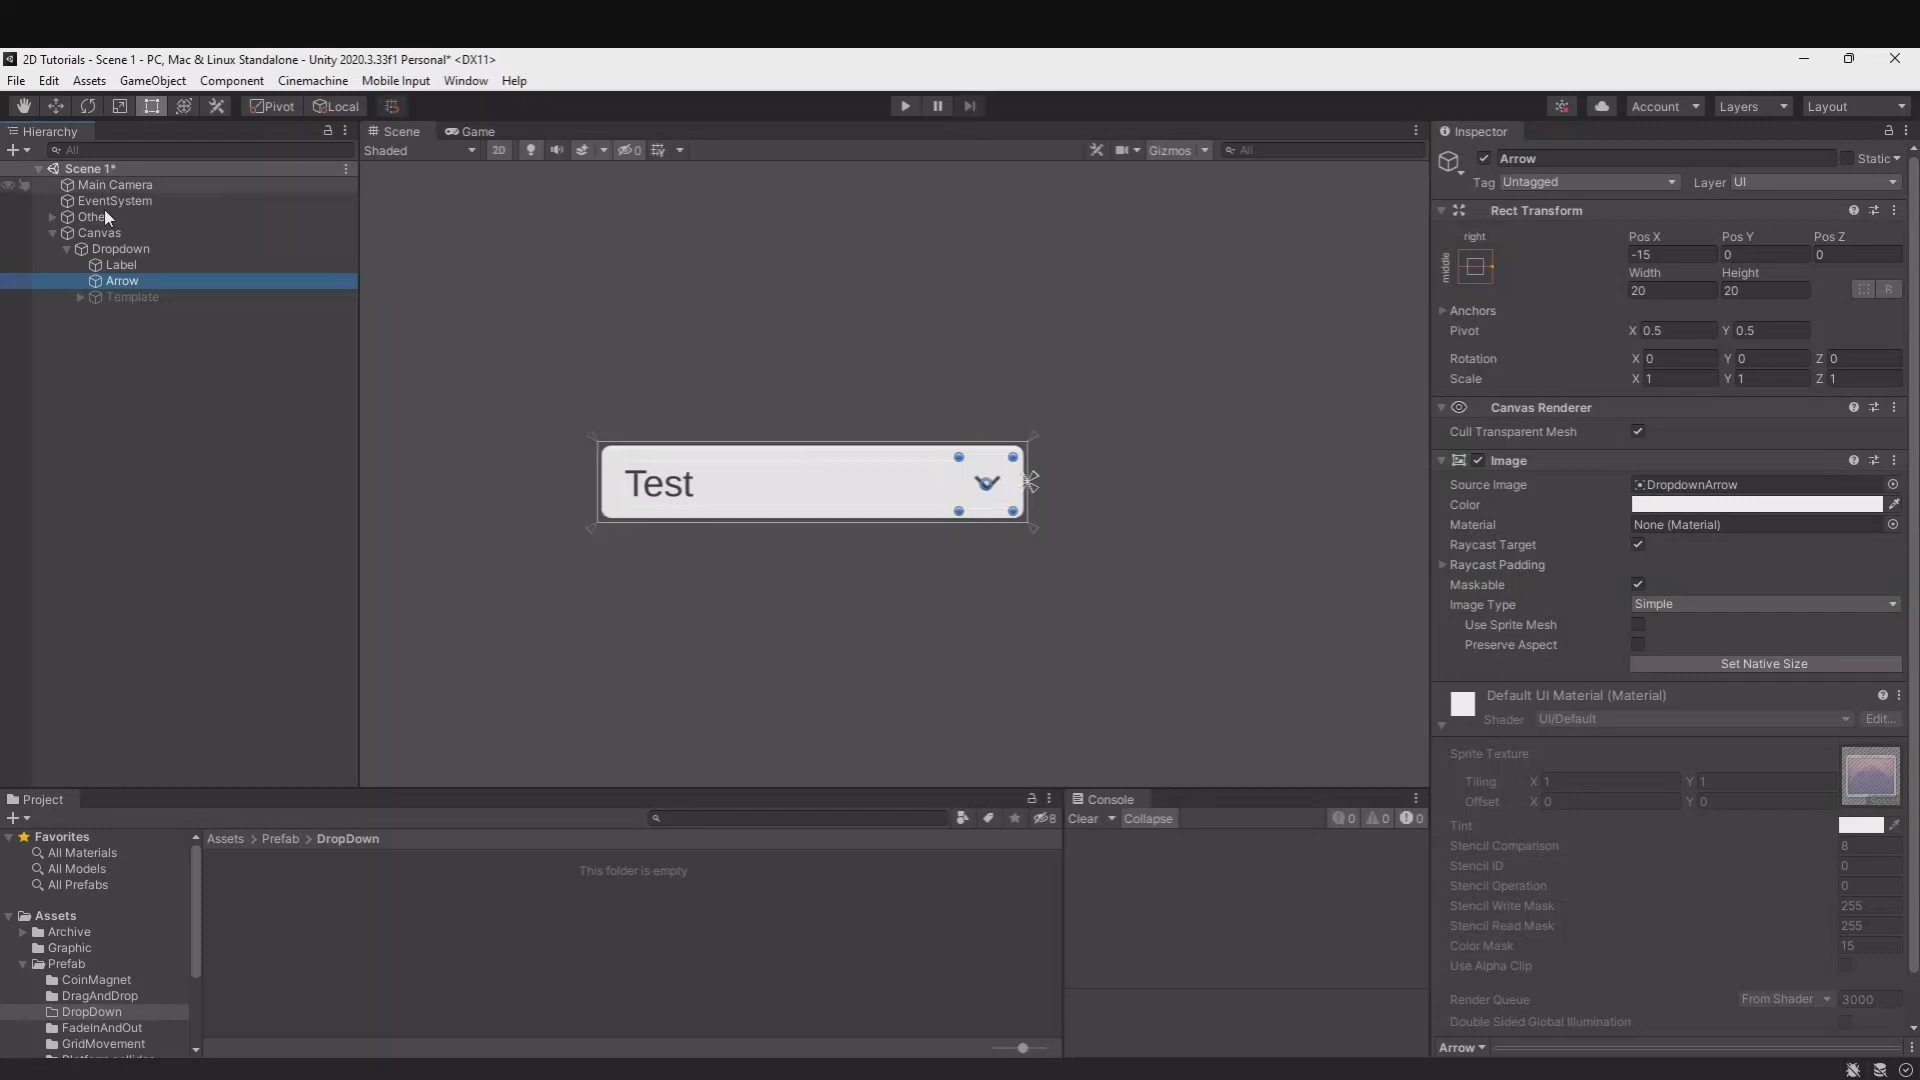 2D Tutorials - Scene 1 - PC, Mac & Linux Standalone - Unity 2020.3.33f1 Personal* <DX11>
File Edit Assets GameObject Component Cinemachine Mobile Input Window Help
Pivot Local Account Layers Layout
Hierarchy
All
Scene 1*
Main Camera
EventSystem
Othe
Canvas
Dropdown
Label
Arrow
Template
Scene Game
Shaded 2D 0 Gizmos All
Test
Inspector
Arrow Static
Tag Untagged Layer UI
Rect Transform
right
middle
Pos X Pos Y Pos Z
-15 0 0
Width Height
20 20
R
Anchors
Pivot X 0.5 Y 0.5
Rotation X 0 Y 0 Z 0
Scale X 1 Y 1 Z 1
Canvas Renderer
Cull Transparent Mesh
Image
Source Image DropdownArrow
Color
Material None (Material)
Raycast Target
Raycast Padding
Maskable
Image Type Simple
Use Sprite Mesh
Preserve Aspect
Set Native Size
Default UI Material (Material)
Shader UI/Default Edit...
Sprite Texture
Tiling X 1 Y 1
Offset X 0 Y 0
Select
Tint
Stencil Comparison 8
Stencil ID 0
Stencil Operation 0
Stencil Write Mask 255
Stencil Read Mask 255
Color Mask 15
Use Alpha Clip
Render Queue From Shader 3000
Double Sided Global Illumination
Arrow
Project
8
Favorites
All Materials
All Models
All Prefabs
Assets
Archive
Graphic
Prefab
CoinMagnet
DragAndDrop
DropDown
FadeInAndOut
GridMovement
Assets > Prefab > DropDown
This folder is empty
Console
Clear Collapse 0 0 0